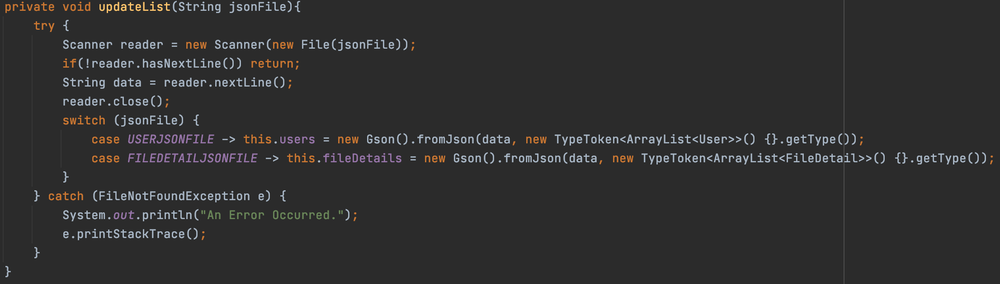 private void updateList(String jsonFile){
    try {
        Scanner reader = new Scanner(new File(jsonFile));
        if(!reader.hasNextLine()) return;
        String data = reader.nextLine();
        reader.close();
        switch (jsonFile) {
            case USERJSONFILE -> this.users = new Gson().fromJson(data, new TypeToken<ArrayList<User>>() {}.getType());
            case FILEDETAILJSONFILE -> this.fileDetails = new Gson().fromJson(data, new TypeToken<ArrayList<FileDetail>>() {}.getType());
        }
    } catch (FileNotFoundException e) {
        System.out.println("An Error Occurred.");
        e.printStackTrace();
    }
}